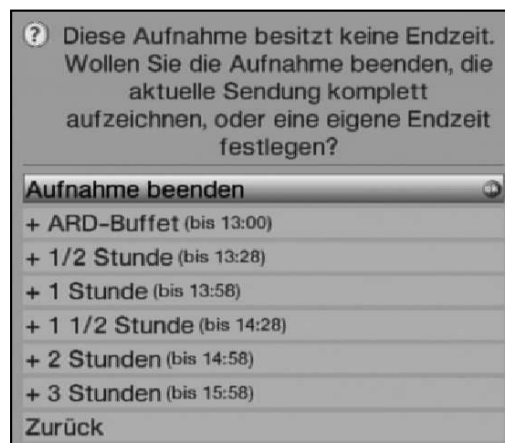 ? Diese Aufnahme besitzt keine Endzeit.
Wollen Sie die Aufnahme beenden, die
aktuelle Sendung komplett
aufzeichnen, oder eine eigene Endzeit
festlegen?
Aufnahme beenden ok
+ ARD-Buffet (bis 13:00)
+ 1/2 Stunde (bis 13:28)
+ 1 Stunde (bis 13:58)
+ 1 1/2 Stunde (bis 14:28)
+ 2 Stunden (bis 14:58)
+ 3 Stunden (bis 15:58)
Zurück